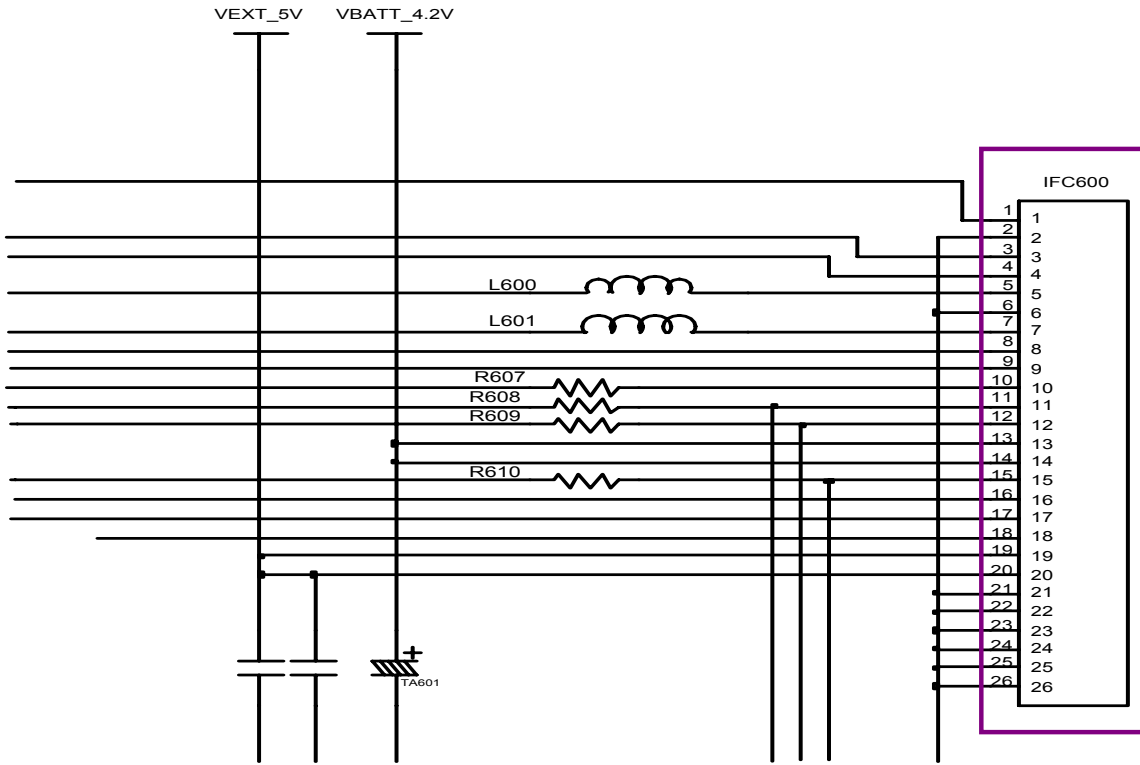 VEXT_5V VBATT_4.2V
IFC600
1 1
2 2
3 3
4 4
L600 5 5
6 6
L601 7 7
8 8
9 9
R607 10 10
R608 11 11
R609 12 12
13 13
14 14
R610 15 15
16 16
17 17
18 18
19 19
20 20
21 21
22 22
23 23
24 24
25 25
26 26
+
TA601